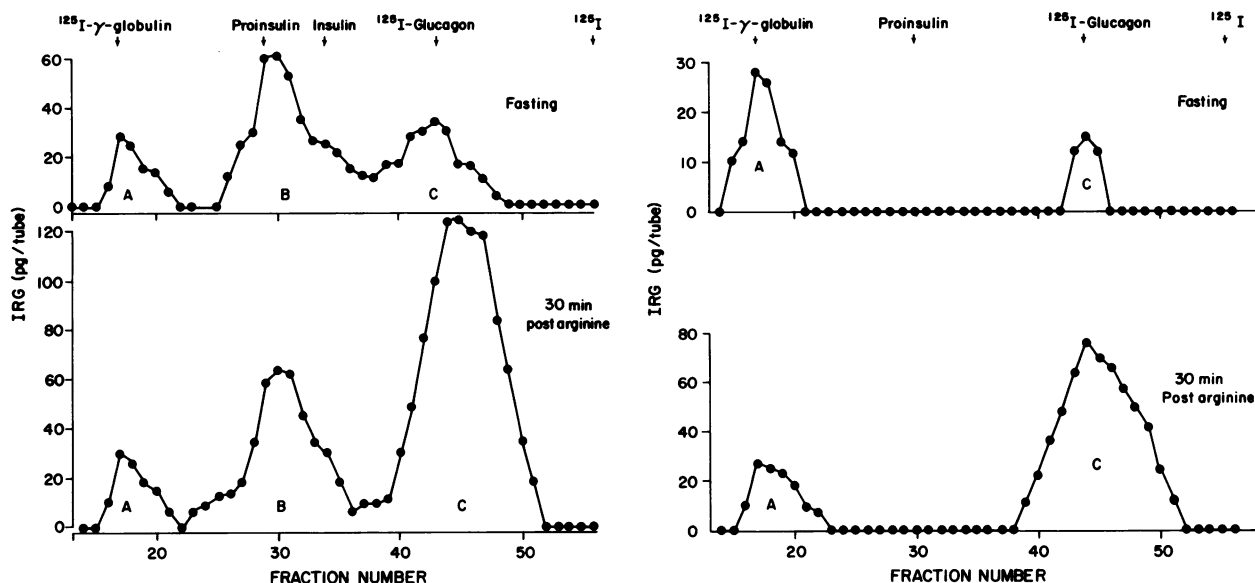 ¹²⁵I-γ-globulin Proinsulin Insulin ¹²⁵I-Glucagon ¹²⁵I
60
40
20
0
Fasting
A B C
120
100
80
60
40
20
0
30 min
post arginine
A B C
20 30 40 50
FRACTION NUMBER
IRG (pg/tube)
¹²⁵I-γ-globulin Proinsulin ¹²⁵I-Glucagon ¹²⁵I
30
20
10
0
Fasting
A C
80
60
40
20
0
30 min
Post arginine
A C
20 30 40 50
FRACTION NUMBER
IRG (pg/tube)